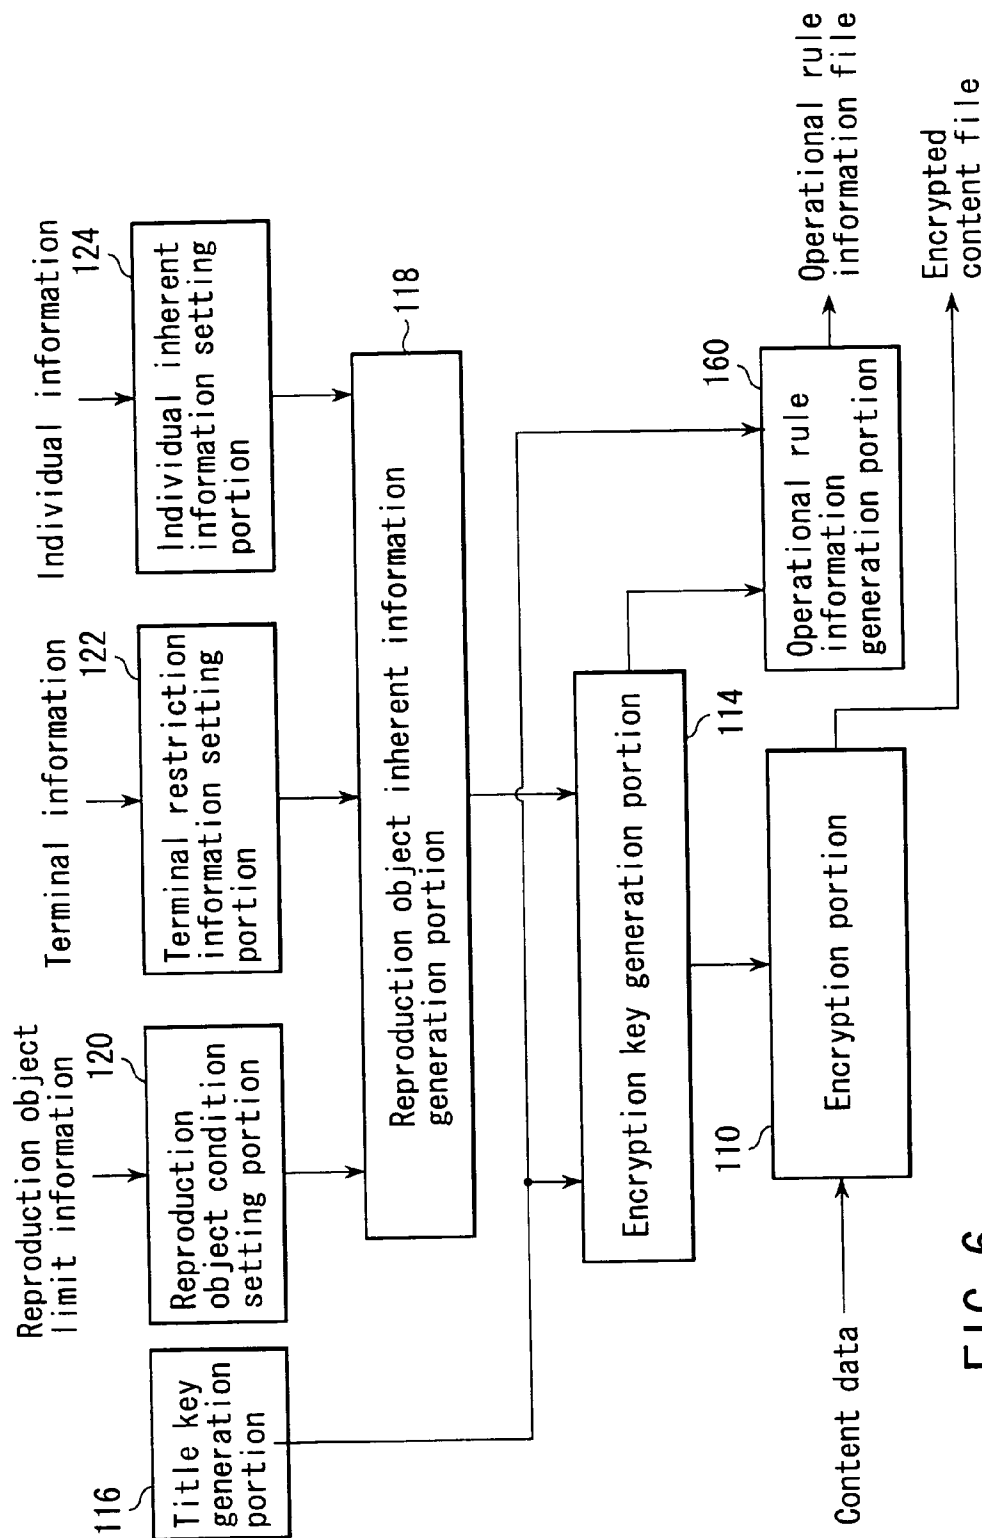 Reproduction object
limit information
Terminal information
Individual information
116
120
122
124
Title key
generation
portion
Reproduction
object condition
setting portion
Terminal restriction
information setting
portion
Individual inherent
information setting
portion
118
Reproduction object inherent information
generation portion
Encryption key generation portion
114
160
Operational rule
information
generation portion
Operational rule
information file
110
Content data
Encryption portion
Encrypted
content file
FIG. 6